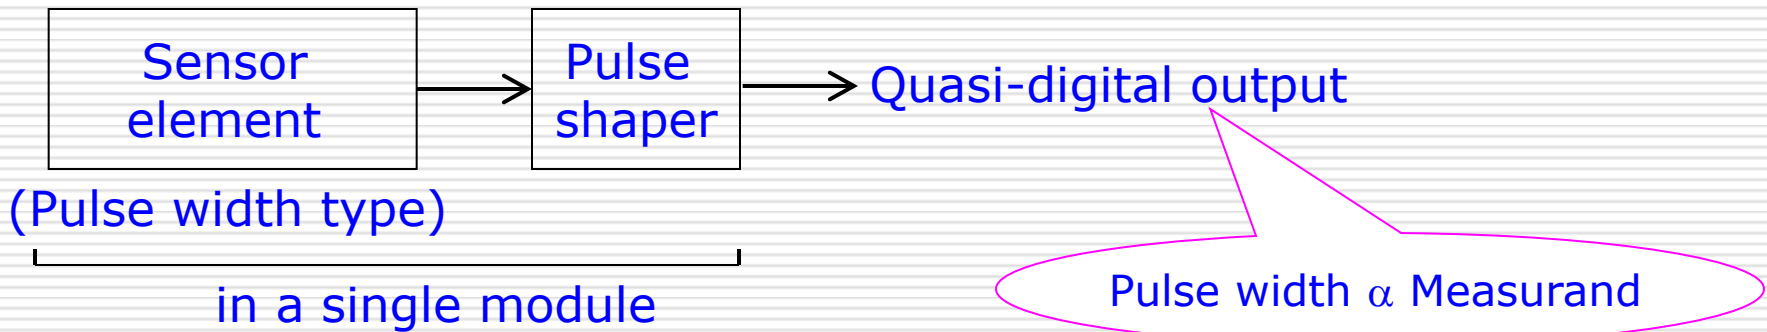 Sensor
element
Pulse
shaper
Quasi-digital output
(Pulse width type)
in a single module
Pulse width α Measurand